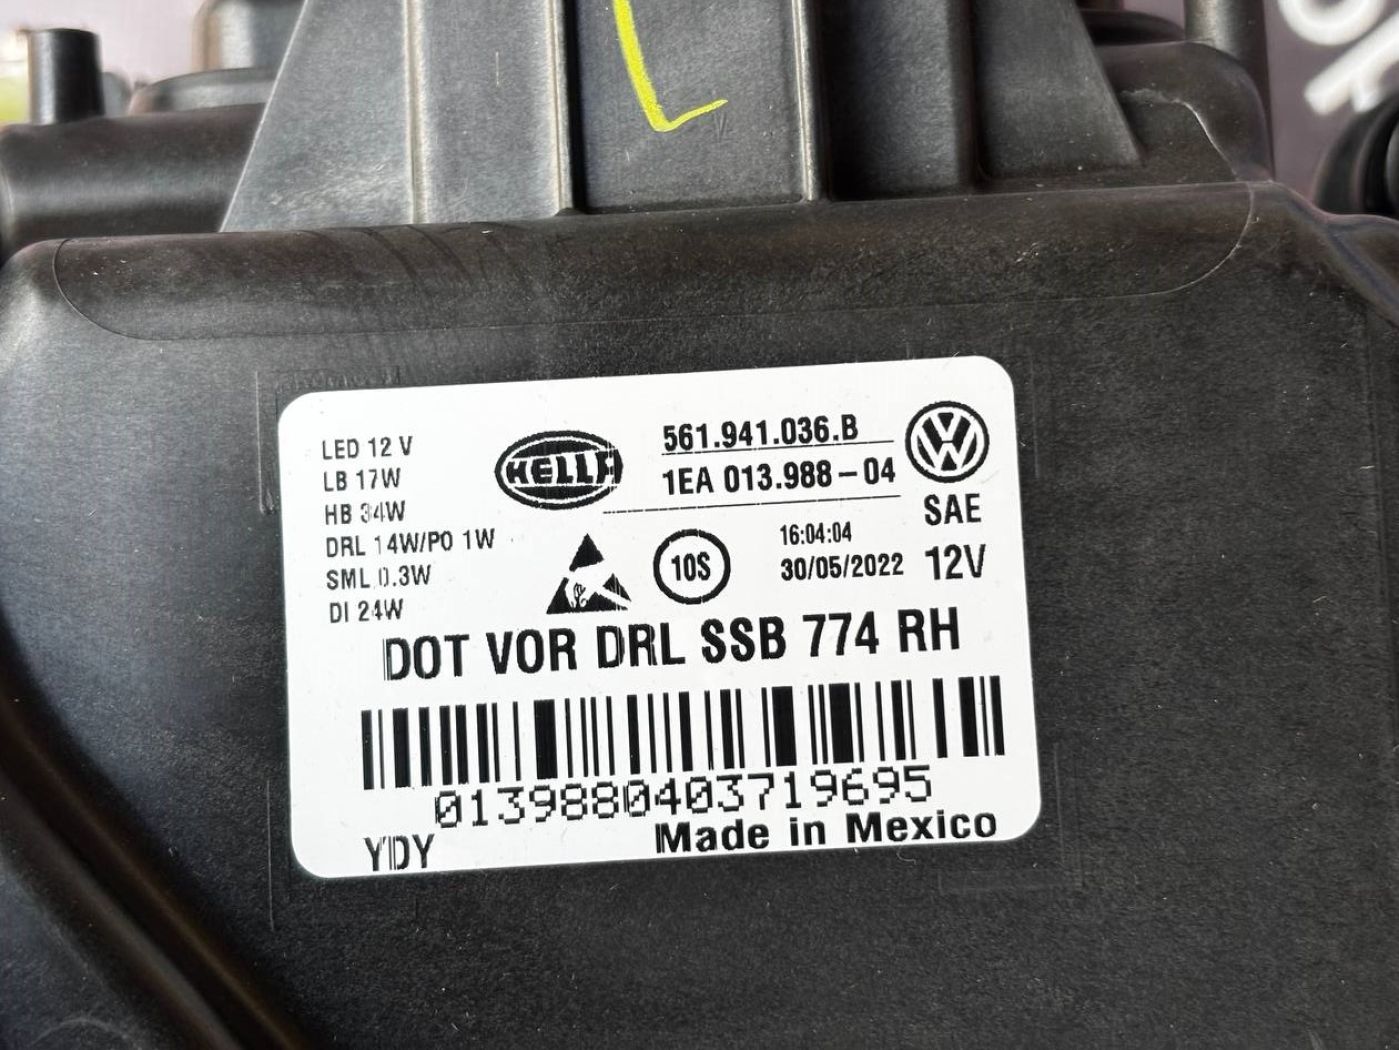 LED 12 V
LB 17W
HB 34W
DRL 14W/PO 1W
SML 0.3W
DI 24W
HELLA
561.941.036.B
1EA 013.988-04
SAE
12V
10S
16:04:04
30/05/2022
DOT VOR DRL SSB 774 RH
0139880403719695
YDY
Made in Mexico